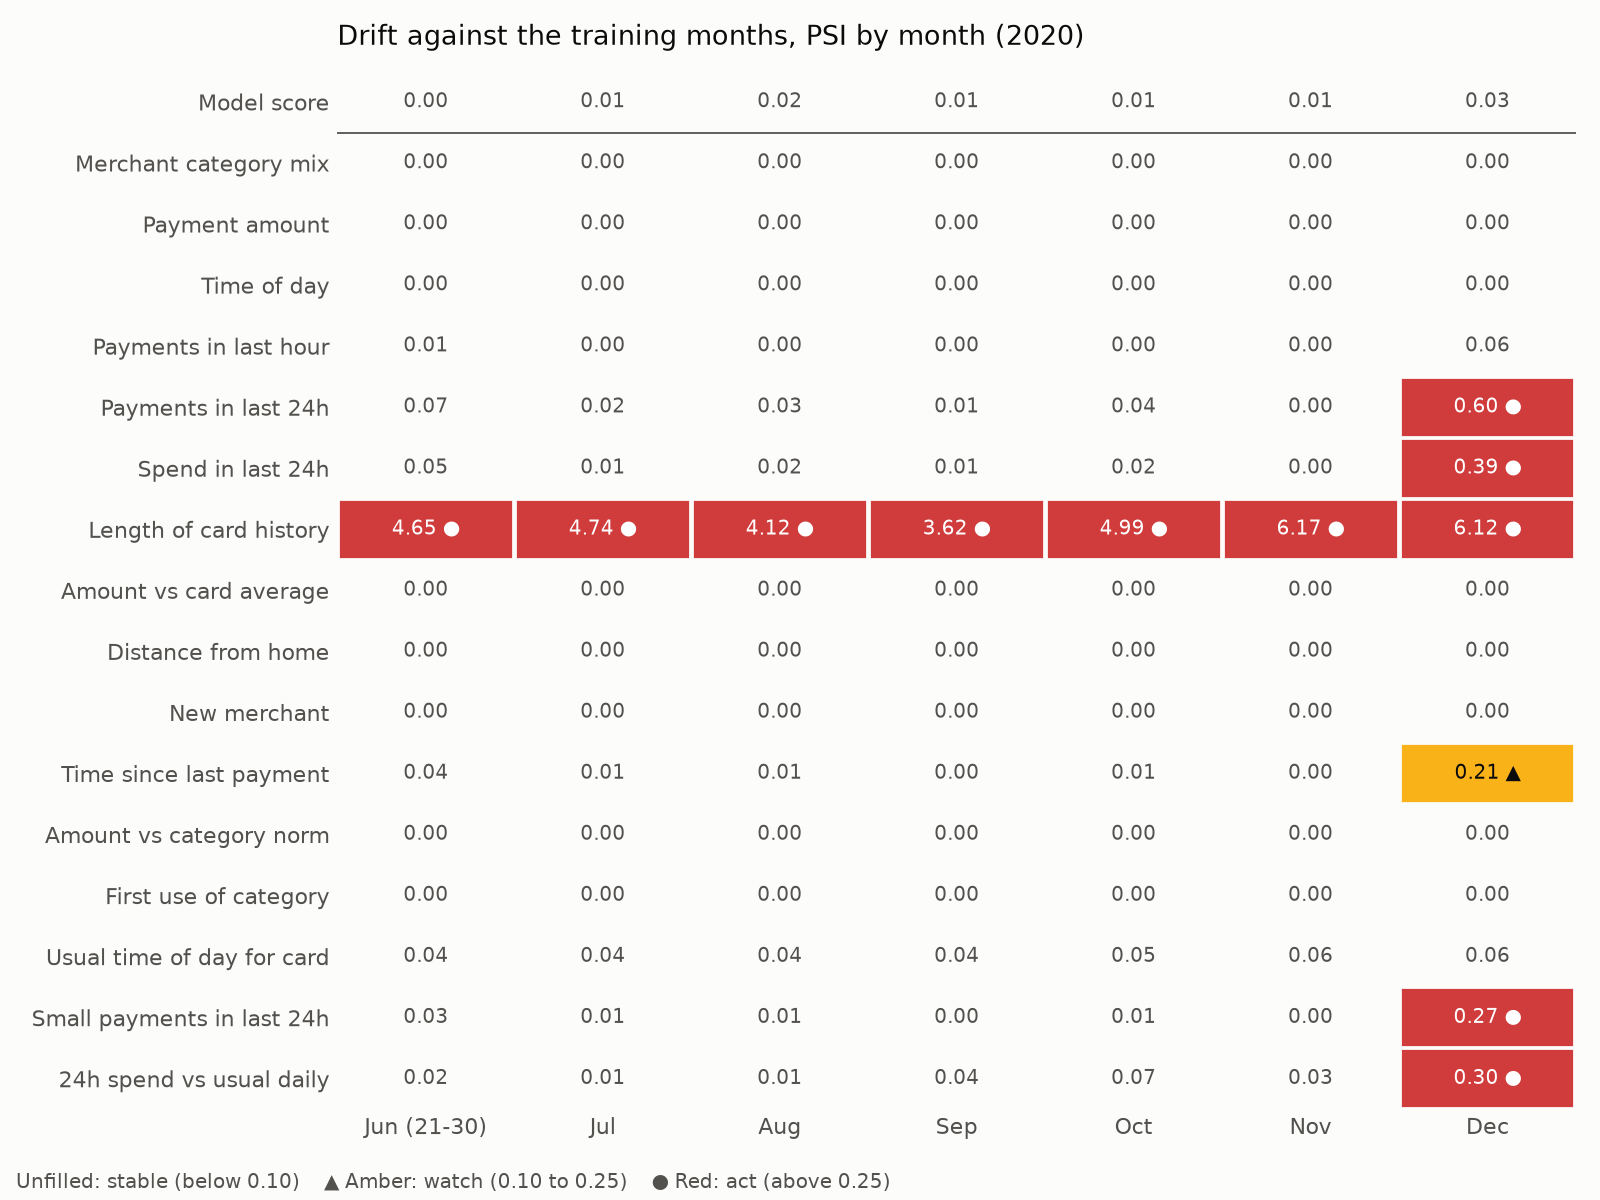 Drift against the training months, PSI by month (2020)
Model score 0.00 0.01 0.02 0.01 0.01 0.01 0.03
Merchant category mix 0.00 0.00 0.00 0.00 0.00 0.00 0.00
Payment amount 0.00 0.00 0.00 0.00 0.00 0.00 0.00
Time of day 0.00 0.00 0.00 0.00 0.00 0.00 0.00
Payments in last hour 0.01 0.00 0.00 0.00 0.00 0.00 0.06
Payments in last 24h 0.07 0.02 0.03 0.01 0.04 0.00 0.60 ●
Spend in last 24h 0.05 0.01 0.02 0.01 0.02 0.00 0.39 ●
Length of card history 4.65 ● 4.74 ● 4.12 ● 3.62 ● 4.99 ● 6.17 ● 6.12 ●
Amount vs card average 0.00 0.00 0.00 0.00 0.00 0.00 0.00
Distance from home 0.00 0.00 0.00 0.00 0.00 0.00 0.00
New merchant 0.00 0.00 0.00 0.00 0.00 0.00 0.00
Time since last payment 0.04 0.01 0.01 0.00 0.01 0.00 0.21 ▲
Amount vs category norm 0.00 0.00 0.00 0.00 0.00 0.00 0.00
First use of category 0.00 0.00 0.00 0.00 0.00 0.00 0.00
Usual time of day for card 0.04 0.04 0.04 0.04 0.05 0.06 0.06
Small payments in last 24h 0.03 0.01 0.01 0.00 0.01 0.00 0.27 ●
24h spend vs usual daily 0.02 0.01 0.01 0.04 0.07 0.03 0.30 ●
Jun (21-30) Jul Aug Sep Oct Nov Dec
Unfilled: stable (below 0.10) ▲ Amber: watch (0.10 to 0.25) ● Red: act (above 0.25)